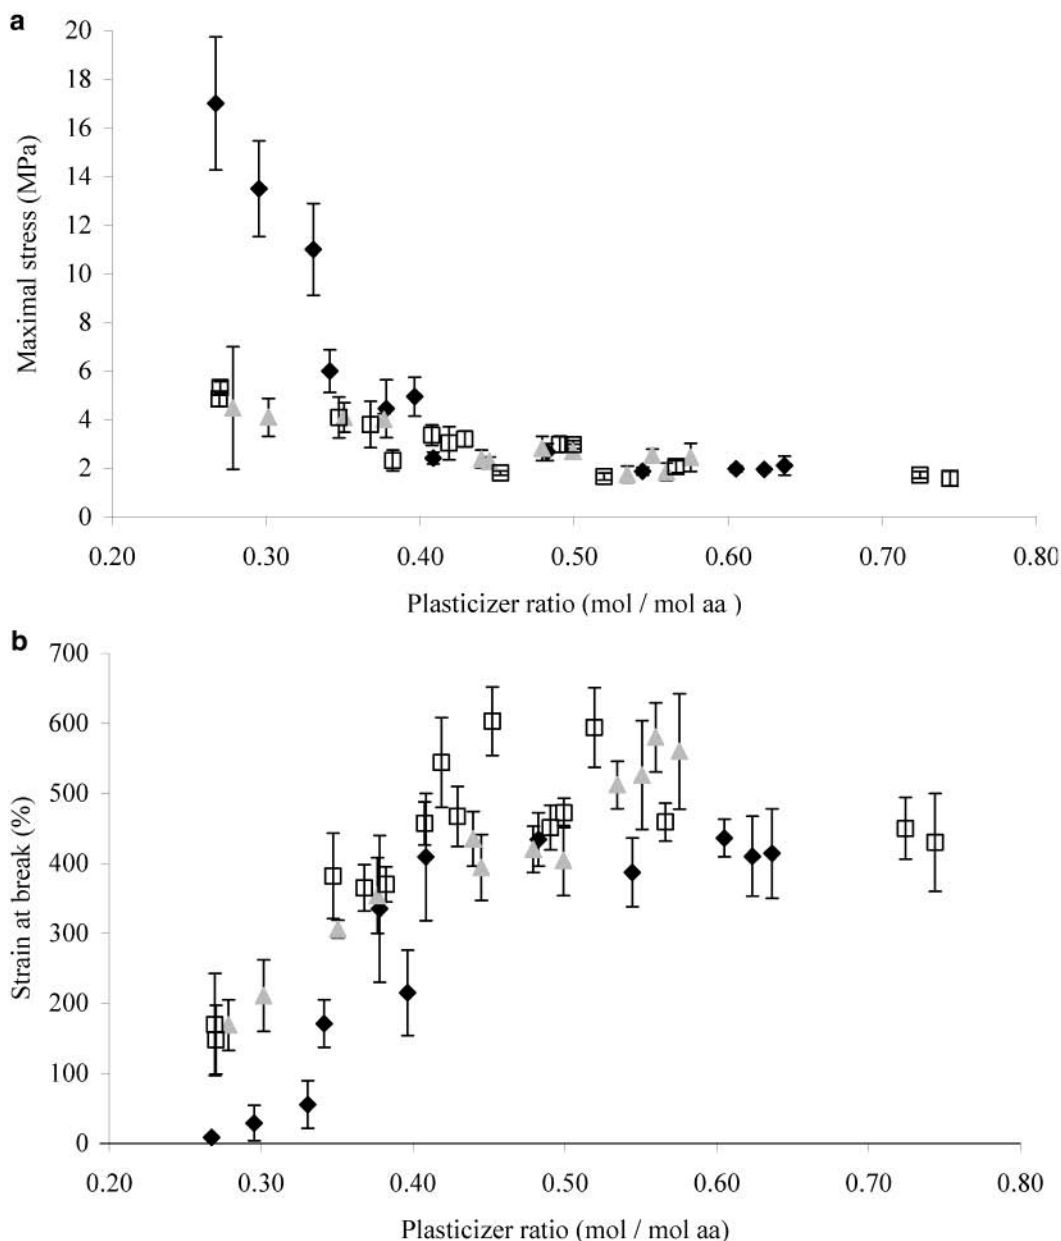 a
20
18
16
14
12
10
8
6
4
2
0
Maximal stress (MPa)
0.20 0.30 0.40 0.50 0.60 0.70 0.80
Plasticizer ratio (mol / mol aa )
b
700
600
500
400
300
200
100
0
Strain at break (%)
0.20 0.30 0.40 0.50 0.60 0.70 0.80
Plasticizer ratio (mol / mol aa)